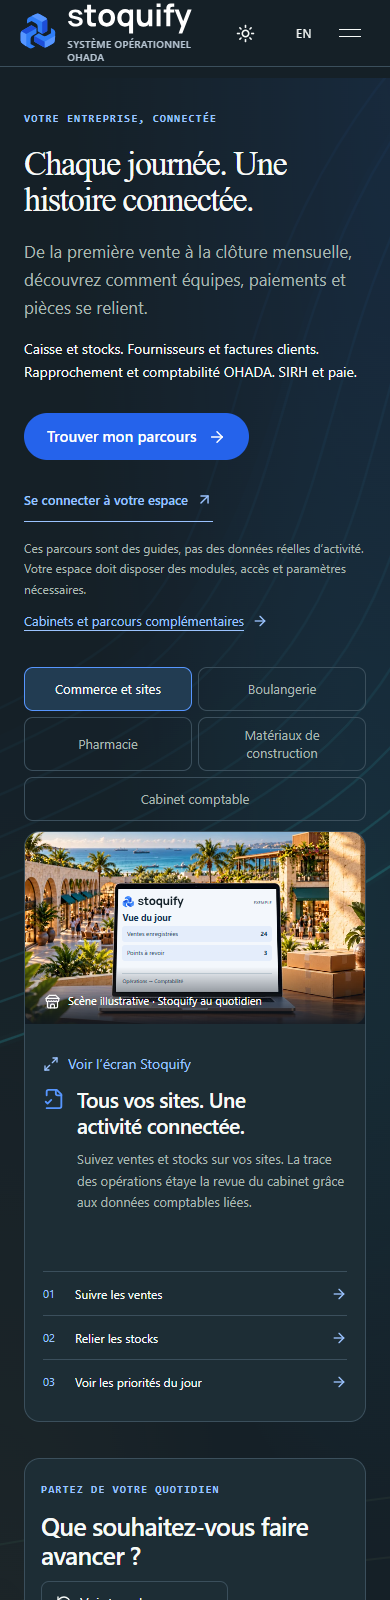 stoquify
SYSTÈME OPÉRATIONNEL
OHADA
EN
VOTRE ENTREPRISE, CONNECTÉE
Chaque journée. Une
histoire connectée.
De la première vente à la clôture mensuelle,
découvrez comment équipes, paiements et
pièces se relient.
Caisse et stocks. Fournisseurs et factures clients.
Rapprochement et comptabilité OHADA. SIRH et paie.
Trouver mon parcours
Se connecter à votre espace
Ces parcours sont des guides, pas des données réelles d'activité.
Votre espace doit disposer des modules, accès et paramètres
nécessaires.
Cabinets et parcours complémentaires
Commerce et sites
Boulangerie
Pharmacie
Matériaux de
construction
Cabinet comptable
stoquify
EXEMPLE
Vue du jour
Ventes enregistrées 24
Points à revoir 3
Opérations → Comptabilité
Scène illustrative · Stoquify au quotidien
Voir l'écran Stoquify
Tous vos sites. Une
activité connectée.
Suivez ventes et stocks sur vos sites. La trace
des opérations étaye la revue du cabinet grâce
aux données comptables liées.
01 Suivre les ventes
02 Relier les stocks
03 Voir les priorités du jour
PARTEZ DE VOTRE QUOTIDIEN
Que souhaitez-vous faire
avancer ?